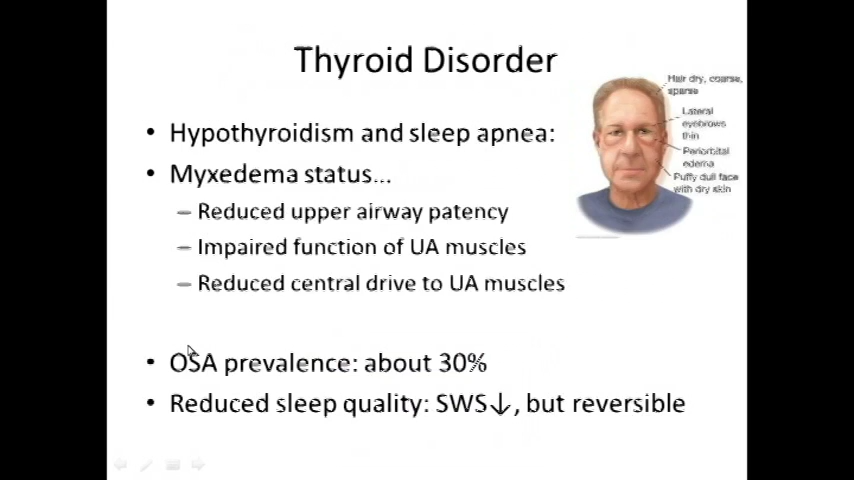 Thyroid Disorder
Hair dry, coarse,
sparse
Lateral
eyebrows
thin
Periorbital
edema
Puffy dull face
with dry skin
• Hypothyroidism and sleep apnea:
• Myxedema status...
– Reduced upper airway patency
– Impaired function of UA muscles
– Reduced central drive to UA muscles
• OSA prevalence: about 30%
• Reduced sleep quality: SWS↓, but reversible